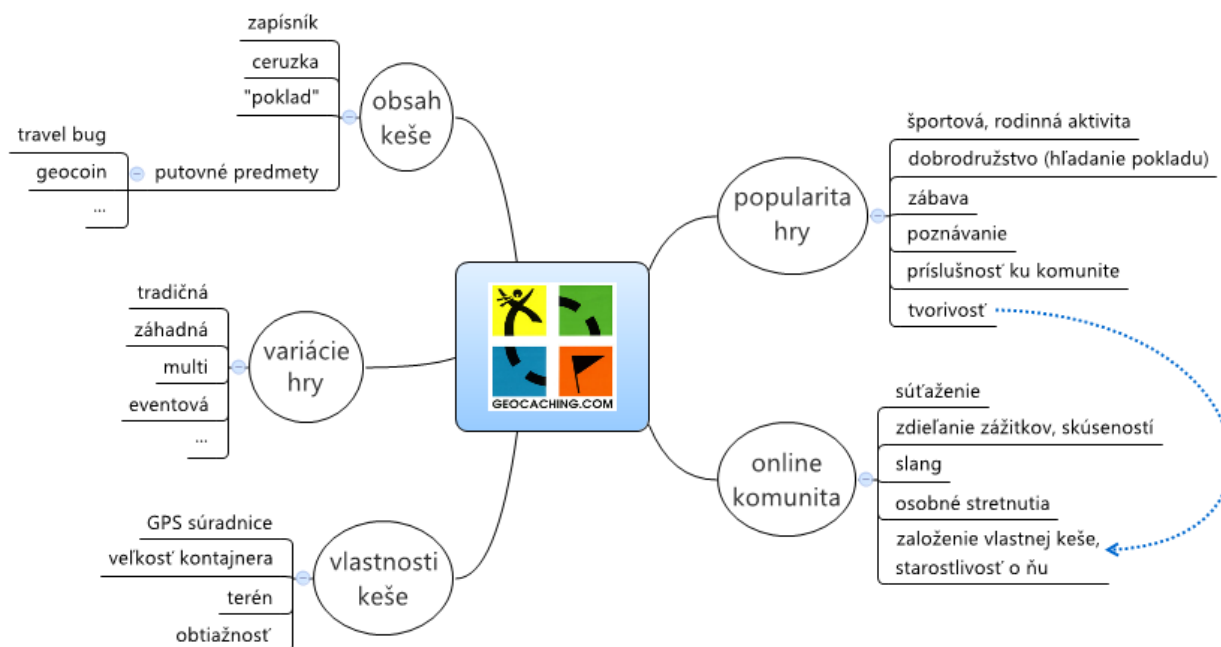 zapísník
ceruzka
"poklad"
putovné predmety
travel bug
geocoin
...
obsah
keše
tradičná
záhadná
multi
eventová
...
variácie
hry
GPS súradnice
veľkosť kontajnera
terén
obtiažnosť
vlastnosti
keše
GEOCACHING.COM
popularita
hry
športová, rodinná aktivita
dobrodružstvo (hľadanie pokladu)
zábava
poznávanie
príslušnosť ku komunite
tvorivosť
online
komunita
súťaženie
zdieľanie zážitkov, skúseností
slang
osobné stretnutia
založenie vlastnej keše,
starostlivosť o ňu